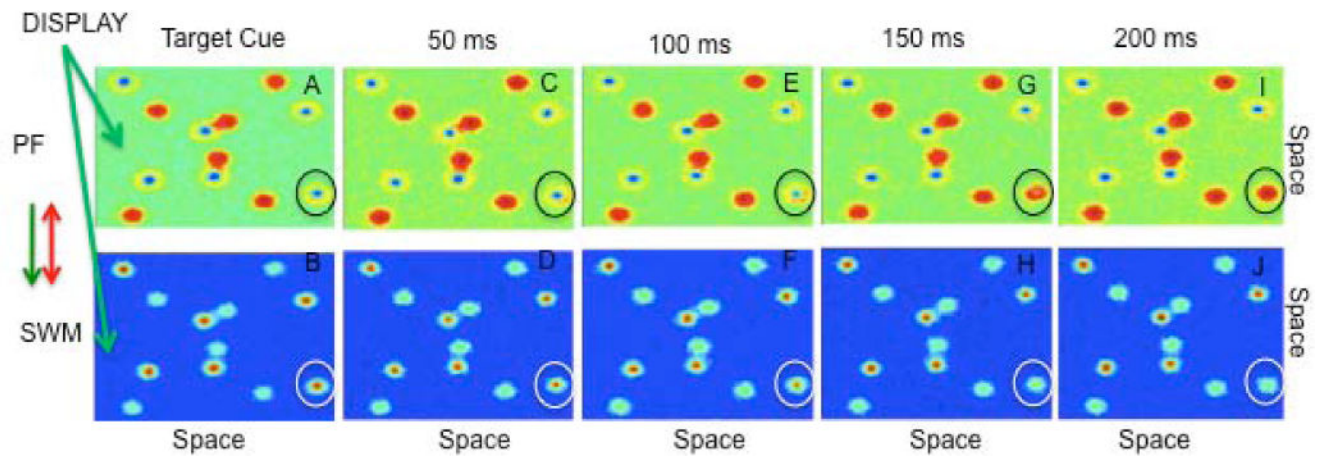 DISPLAY
Target Cue 50 ms 100 ms 150 ms 200 ms
A C E G I
PF
Space
B D F H J
SWM
Space
Space Space Space Space Space